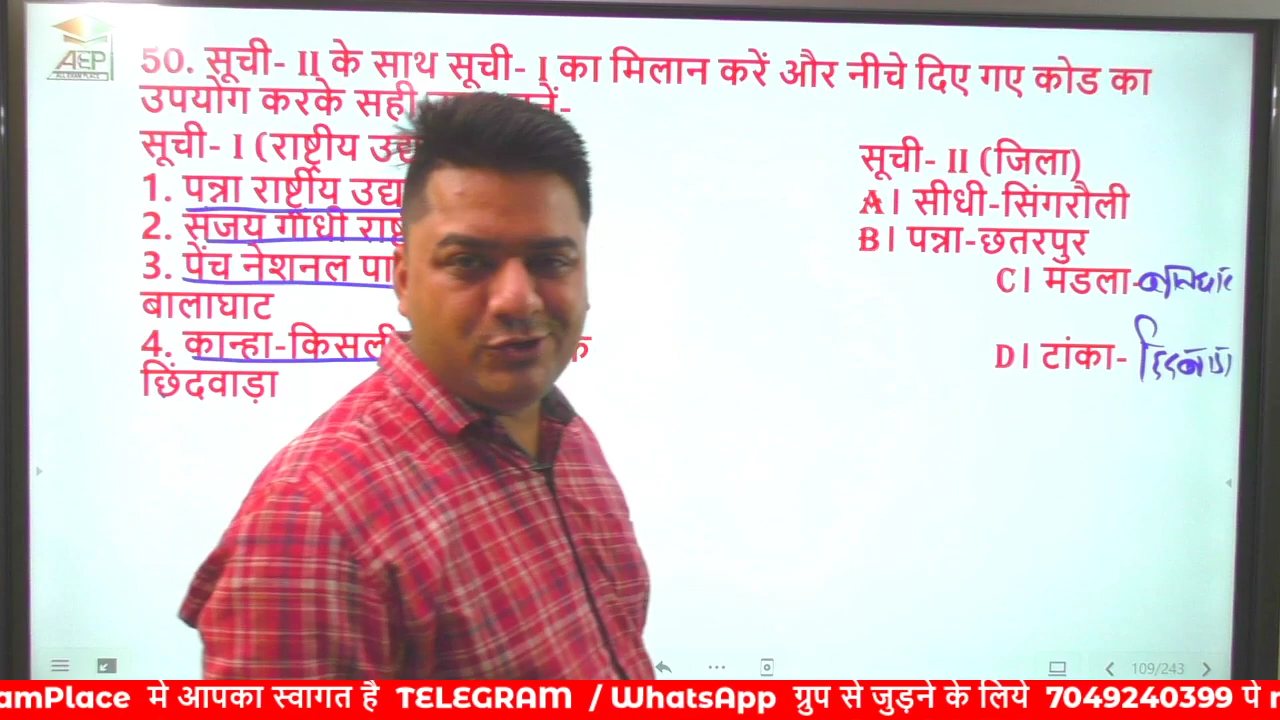 AEP
ALL EXAM PLACE
50. सूची- II के साथ सूची- I का मिलान करें और नीचे दिए गए कोड का
उपयोग करके सही
सूची- I (राष्ट्रीय
सूची- II (जिला)
1. पन्ना राष्ट्रीय
A। सीधी-सिंगरौली
2. संजय गाँधी
B। पन्ना-छतरपुर
3. पेंच नेशनल
C। मंडला-
बालाघाट
4. कान्हा-किसली
D। टांका-
छिंदवाड़ा
109/243
amPlace मे आपका स्वागत है TELEGRAM / WhatsApp ग्रुप से जुड़ने के लिये 7049240399 पे